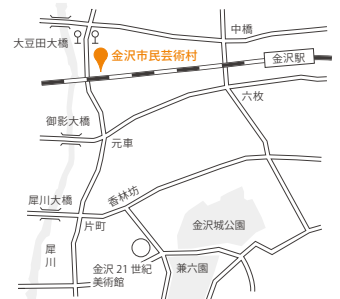 中橋
大豆田大橋
金沢市民芸術村
金沢駅
六枚
御影大橋
元車
香林坊
犀川大橋
片町
金沢城公園
犀川
金沢 21 世紀
美術館
兼六園